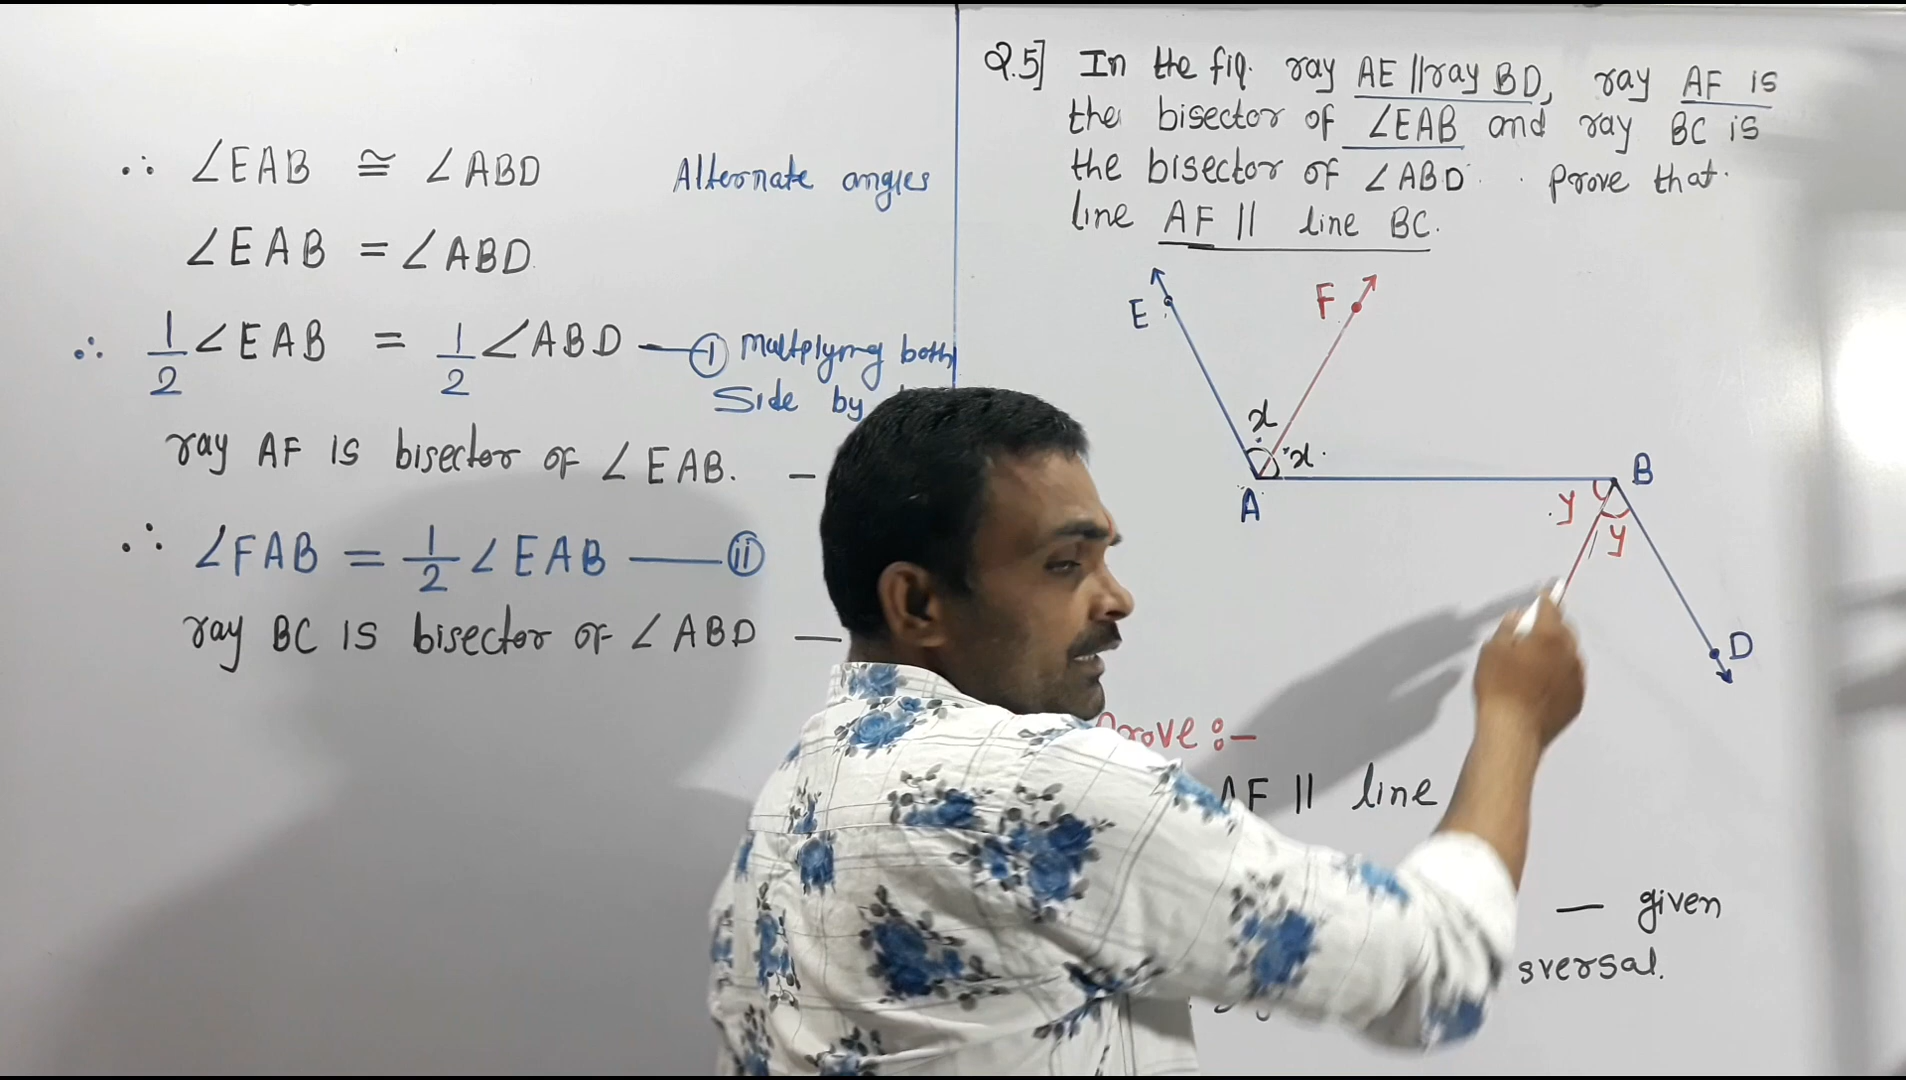 ∴ ∠EAB ≅ ∠ABD Alternate angles
∠EAB = ∠ABD
∴ 1/2 ∠EAB = 1/2 ∠ABD — (i) multplying both
Side by
ray AF is bisector of ∠EAB. —
∴ ∠FAB = 1/2 ∠EAB — (ii)
ray BC is bisector of ∠ABD —
Q.5] In the fig. ray AE || ray BD, ray AF is
the bisector of ∠EAB and ray BC is
the bisector of ∠ABD. Prove that
line AF || line BC.
E
F
x
x
A
B
y
y
D
Prove :-
AF || line
— given